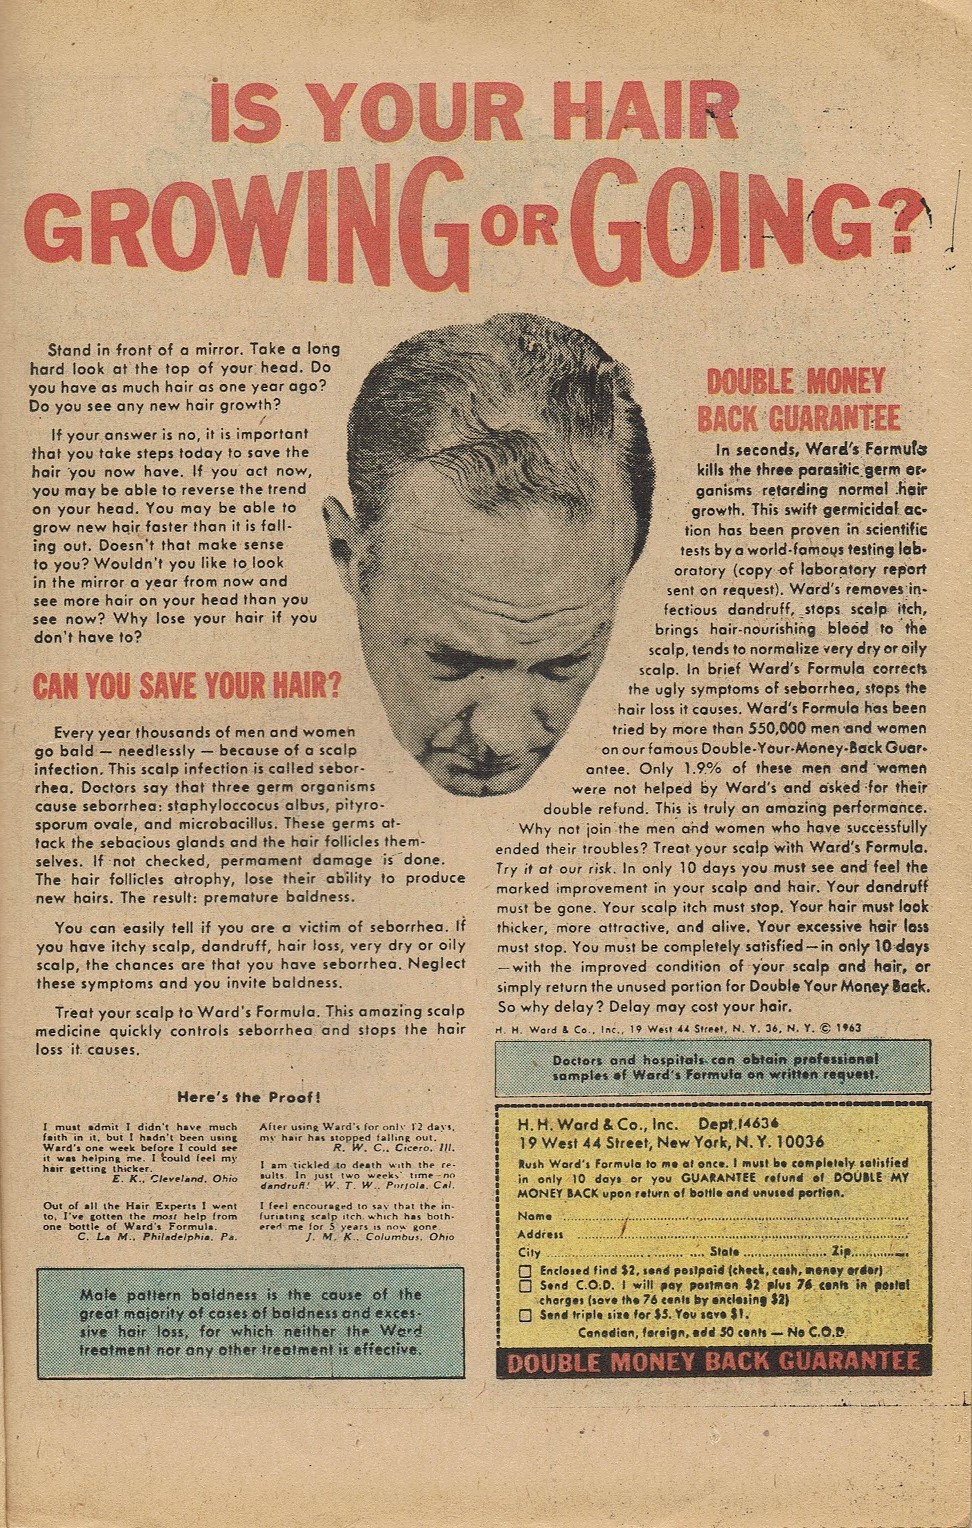 IS YOUR HAIR
GROWING OR GOING?
Stand in front of a mirror. Take a long
hard look at the top of your head. Do
you have as much hair as one year ago?
Do you see any new hair growth?
If your answer is no, it is important
that you take steps today to save the
hair you now have. If you act now,
you may be able to reverse the trend
on your head. You may be able to
grow new hair faster than it is fall-
ing out. Doesn't that make sense
to you? Wouldn't you like to look
in the mirror a year from now and
see more hair on your head than you
see now? Why lose your hair if you
don't have to?
CAN YOU SAVE YOUR HAIR?
Every year thousands of men and women
go bald — needlessly — because of a scalp
infection. This scalp infection is called sebor-
rhea. Doctors say that three germ organisms
cause seborrhea: staphyloccocus albus, pityro-
sporum ovale, and microbacillus. These germs at-
tack the sebacious glands and the hair follicles them-
selves. If not checked, permament damage is done.
The hair follicles atrophy, lose their ability to produce
new hairs. The result: premature baldness.
You can easily tell if you are a victim of seborrhea. If
you have itchy scalp, dandruff, hair loss, very dry or oily
scalp, the chances are that you have seborrhea. Neglect
these symptoms and you invite baldness.
Treat your scalp to Ward's Formula. This amazing scalp
medicine quickly controls seborrhea and stops the hair
loss it causes.
Here's the Proof!
I must admit I didn't have much
faith in it, but I hadn't been using
Ward's one week before I could see
it was helping me. I could feel my
hair getting thicker.
E. K., Cleveland, Ohio
Out of all the Hair Experts I went
to, I've gotten the most help from
one bottle of Ward's Formula.
C. La M., Philadelphia, Pa.
After using Ward's for only 12 days,
my hair has stopped falling out.
R. W. C., Cicero, Ill.
I am tickled to death with the re-
sults. In just two weeks' time—no
dandruff! W. T. W., Portola, Cal.
I feel encouraged to say that the in-
furiating scalp itch which has both-
ered me for 5 years is now gone.
J. M. K., Columbus, Ohio
Male pattern baldness is the cause of the
great majority of cases of baldness and exces-
sive hair loss, for which neither the Ward
treatment nor any other treatment is effective.
DOUBLE MONEY
BACK GUARANTEE
In seconds, Ward's Formula
kills the three parasitic germ or-
ganisms retarding normal hair
growth. This swift germicidal ac-
tion has been proven in scientific
tests by a world-famous testing lab-
oratory (copy of laboratory report
sent on request). Ward's removes in-
fectious dandruff, stops scalp itch,
brings hair-nourishing blood to the
scalp, tends to normalize very dry or oily
scalp. In brief Ward's Formula corrects
the ugly symptoms of seborrhea, stops the
hair loss it causes. Ward's Formula has been
tried by more than 550,000 men and women
on our famous Double-Your-Money-Back Guar-
antee. Only 1.9% of these men and women
were not helped by Ward's and asked for their
double refund. This is truly an amazing performance.
Why not join the men and women who have successfully
ended their troubles? Treat your scalp with Ward's Formula.
Try it at our risk. In only 10 days you must see and feel the
marked improvement in your scalp and hair. Your dandruff
must be gone. Your scalp itch must stop. Your hair must look
thicker, more attractive, and alive. Your excessive hair loss
must stop. You must be completely satisfied — in only 10 days
— with the improved condition of your scalp and hair, or
simply return the unused portion for Double Your Money Back.
So why delay? Delay may cost your hair.
H. H. Ward & Co., Inc., 19 West 44 Street, N. Y. 36, N. Y. © 1963
Doctors and hospitals can obtain professional
samples of Ward's Formula on written request.
H. H. Ward & Co., Inc. Dept.14636
19 West 44 Street, New York, N. Y. 10036
Rush Ward's Formula to me at once. I must be completely satisfied
in only 10 days or you GUARANTEE refund of DOUBLE MY
MONEY BACK upon return of bottle and unused portion.
Name
Address
City State Zip
Enclosed find $2, send postpaid (check, cash, money order)
Send C.O.D. I will pay postman $2 plus 76 cents in postal
charges (save the 76 cents by enclosing $2)
Send triple size for $5. You save $1.
Canadian, foreign, add 50 cents — No C.O.D.
DOUBLE MONEY BACK GUARANTEE